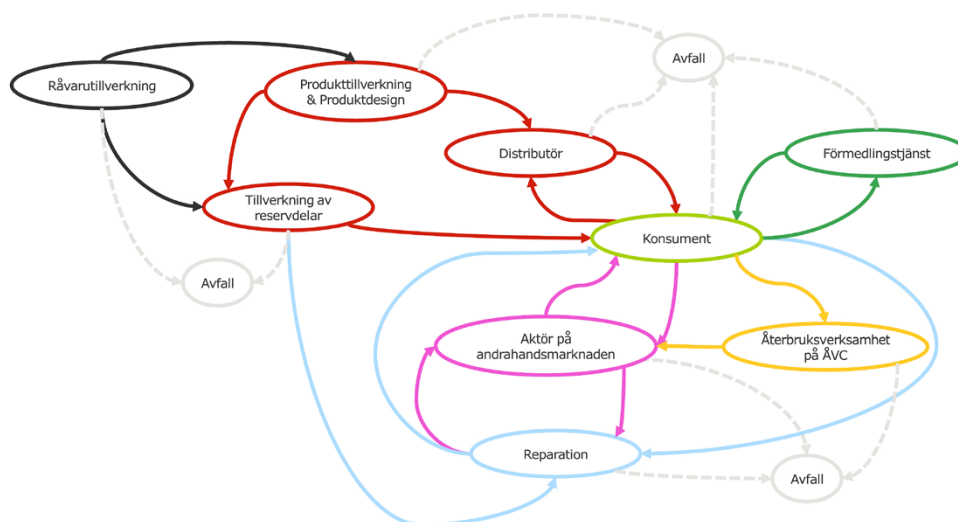 Avfall
Råvarutillverkning
Produkttillverkning
& Produktdesign
Distributör
Förmedlingstjänst
Tillverkning av
reservdelar
Konsument
Avfall
Aktör på
andrahandsmarknaden
Återbruksverksamhet
på ÅVC
Reparation
Avfall